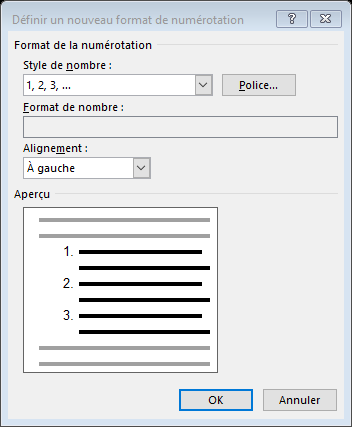 Définir un nouveau format de numérotation
Format de la numérotation
Style de nombre :
1, 2, 3, ...
Police...
Format de nombre :
Alignement :
À gauche
Aperçu
1.
2.
3.
OK
Annuler